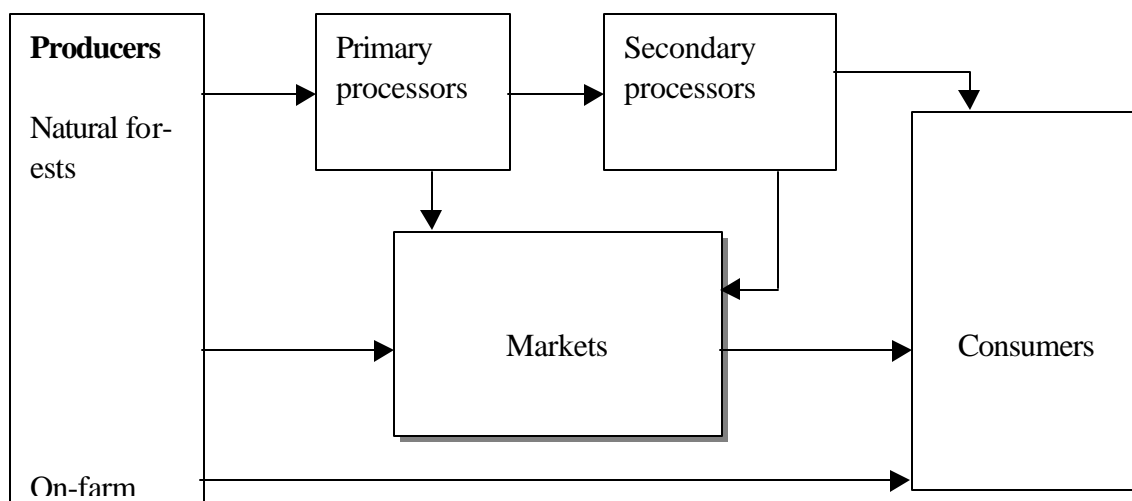 Producers
Natural for-
ests
On-farm
Primary
processors
Secondary
processors
Markets
Consumers